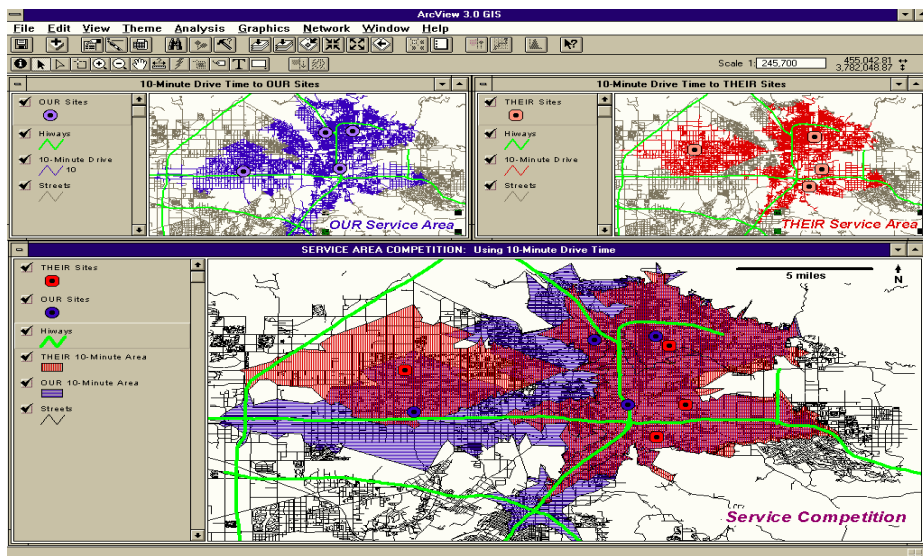 ArcView 3.0 GIS
File Edit View Theme Analysis Graphics Network Window Help
Scale 1: 245,700
455,042.81
3,782,048.87
10-Minute Drive Time to OUR Sites
OUR Sites
Hiways
10-Minute Drive
10
Streets
OUR Service Area
10-Minute Drive Time to THEIR Sites
THEIR Sites
Hiways
10-Minute Drive
Streets
THEIR Service Area
SERVICE AREA COMPETITION: Using 10-Minute Drive Time
THEIR Sites
OUR Sites
Hiways
THEIR 10-Minute Area
OUR 10-Minute Area
Streets
5 miles
N
Service Competition